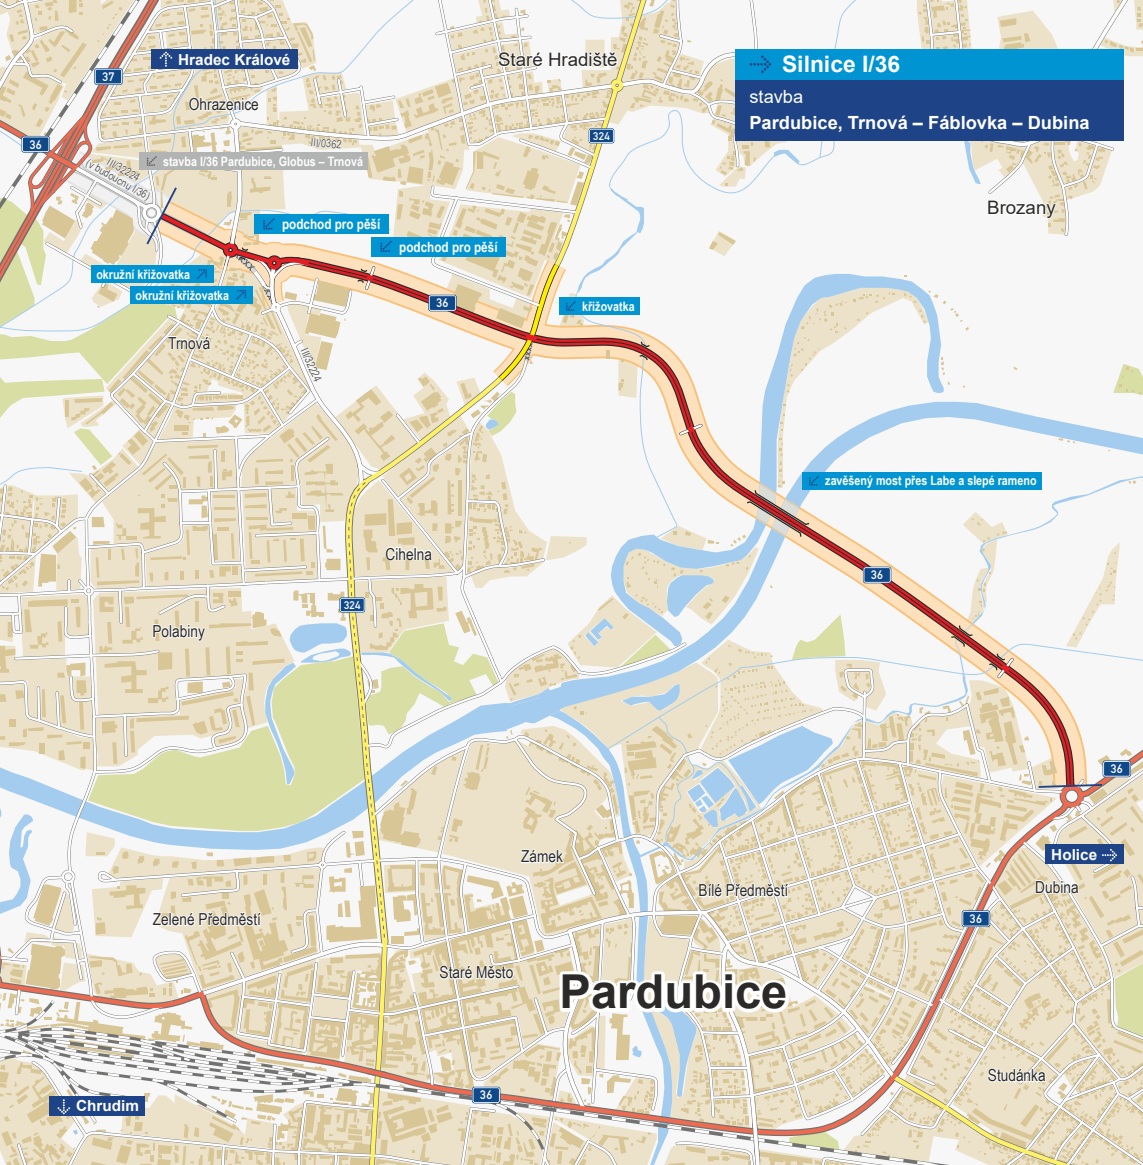 Hradec Králové
Staré Hradiště
Silnice I/36
stavba
Pardubice, Trnová – Fáblovka – Dubina
37
Ohrazenice
36
III/0362
324
stavba I/36 Pardubice, Globus – Trnová
III/32224
(v budoucnu I/36)
Brozany
podchod pro pěší
podchod pro pěší
okružní křižovatka
okružní křižovatka
36
křižovatka
Trnová
III/32224
zavěšený most přes Labe a slepé rameno
Cihelna
36
324
Polabiny
36
Zámek
Holice
Bílé Předměstí
Dubina
Zelené Předměstí
36
Staré Město
Pardubice
Studánka
36
Chrudim